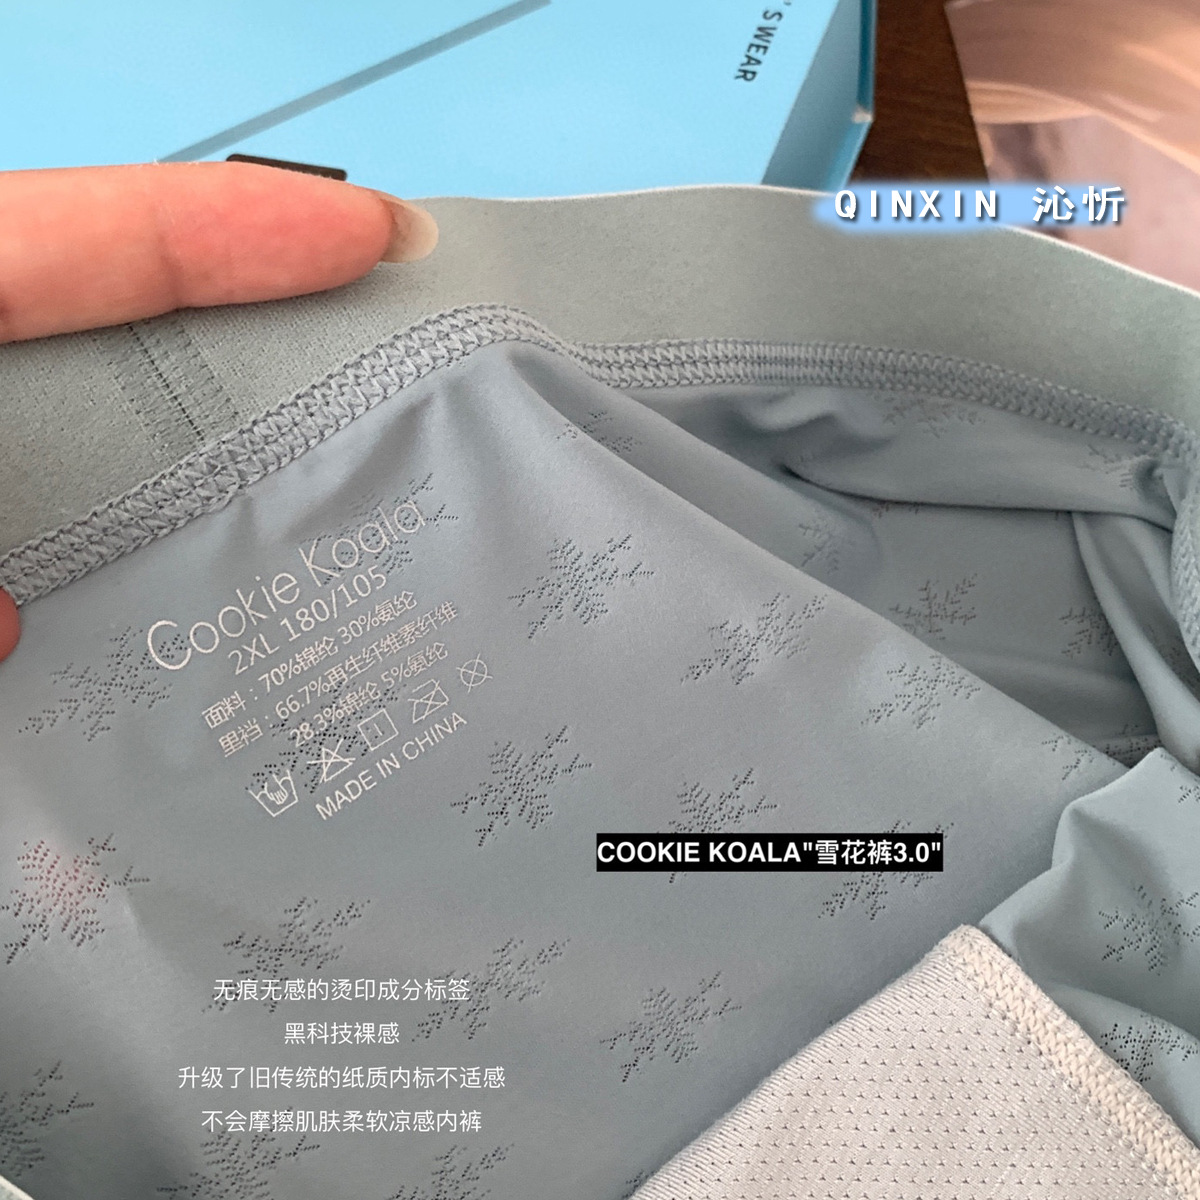 'S WEAR
QINXIN 沁忻
Cookie Koala
2XL 180/105
面料：70%锦纶 30%氨纶
里裆：66.7%再生纤维素纤维
28.3%锦纶 5%氨纶
1
MADE IN CHINA
COOKIE KOALA"雪花裤3.0"
无痕无感的烫印成分标签
黑科技裸感
升级了旧传统的纸质内标不适感
不会摩擦肌肤柔软凉感内裤